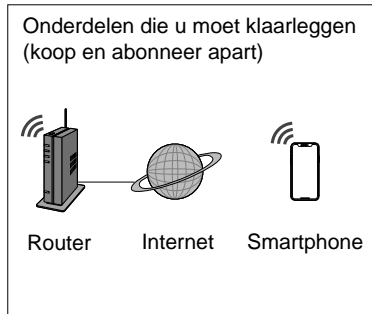 Onderdelen die u moet klaarleggen
(koop en abonneer apart)
Router Internet Smartphone